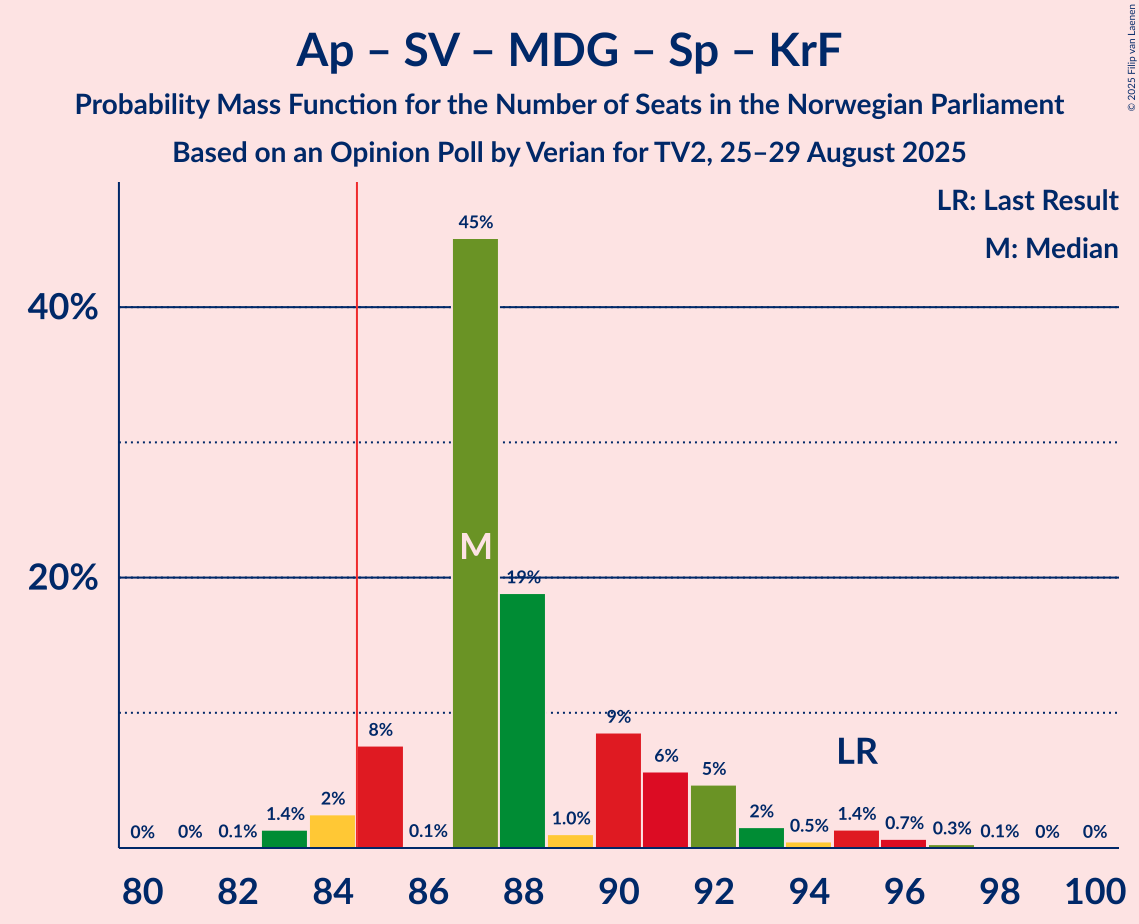 Ap – SV – MDG – Sp – KrF
Probability Mass Function for the Number of Seats in the Norwegian Parliament
Based on an Opinion Poll by Verian for TV2, 25–29 August 2025
© 2025 Filip van Laenen
LR: Last Result
M: Median
40%
20%
0%
0%
0.1%
1.4%
2%
8%
0.1%
45%
M
19%
1.0%
9%
6%
5%
2%
0.5%
LR
1.4%
0.7%
0.3%
0.1%
0%
0%
80 82 84 86 88 90 92 94 96 98 100